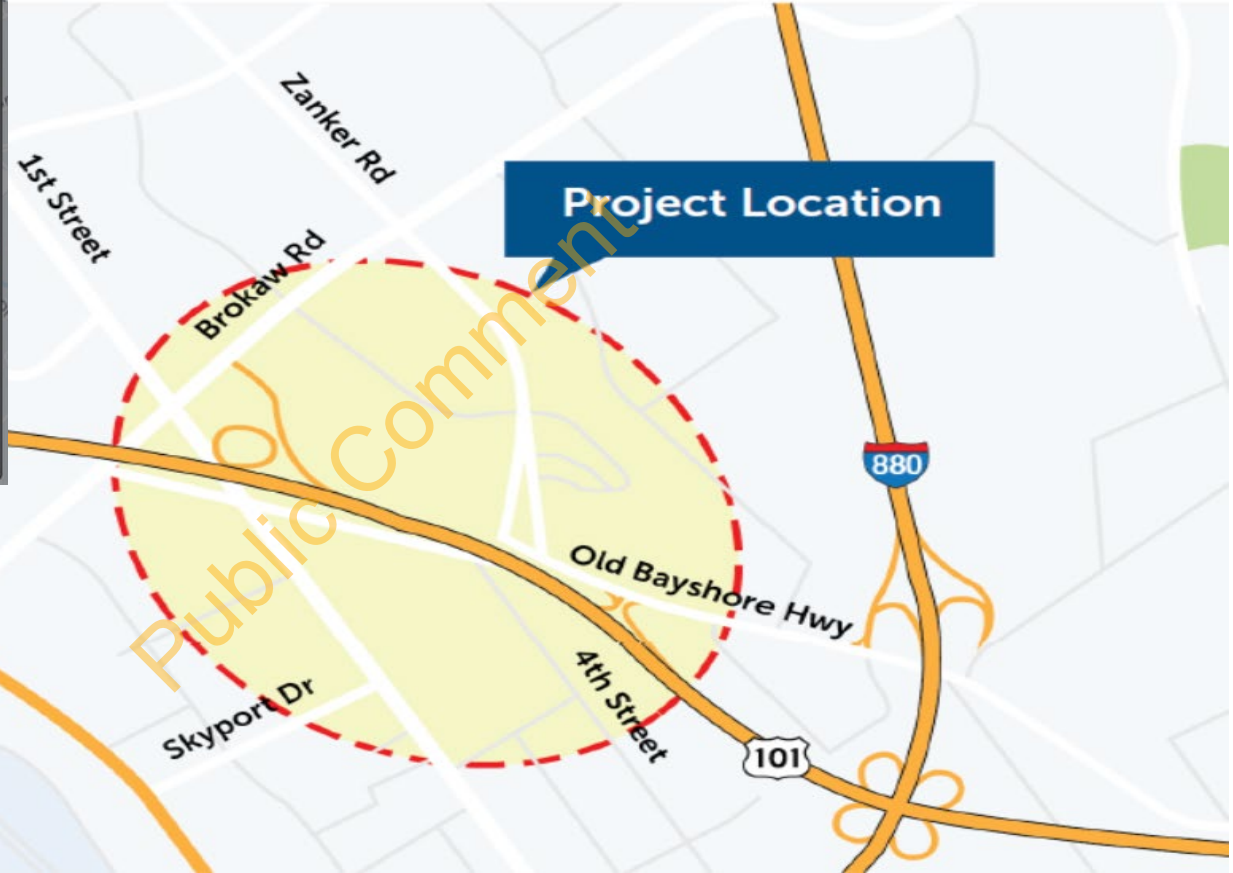 Zanker Rd
1st Street
Project Location
Brokaw Rd
Public Comment
880
Old Bayshore Hwy
4th Street
Skyport Dr
101